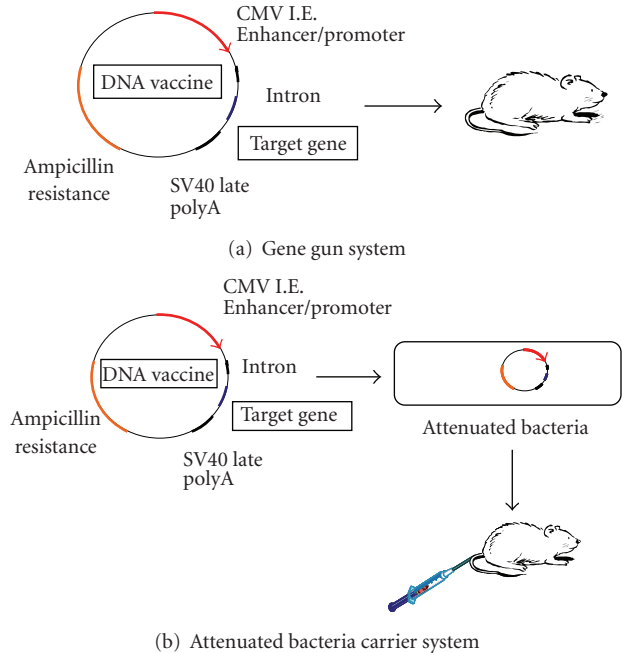 CMV I.E.
Enhancer/promoter
DNA vaccine
Intron
Target gene
Ampicillin
resistance
SV40 late
polyA
(a) Gene gun system
CMV I.E.
Enhancer/promoter
DNA vaccine
Intron
Target gene
Ampicillin
resistance
SV40 late
polyA
Attenuated bacteria
(b) Attenuated bacteria carrier system